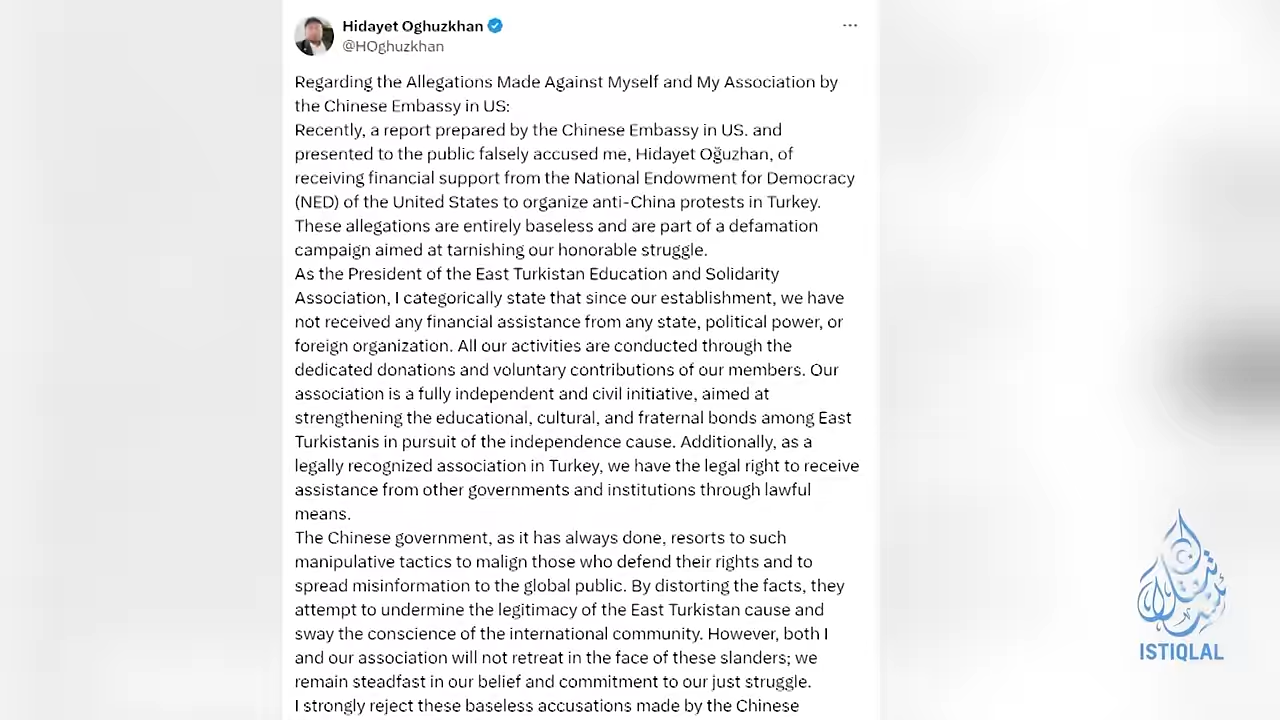 Hidayet Oghuzkhan
@HOghuzkhan
Regarding the Allegations Made Against Myself and My Association by
the Chinese Embassy in US:
Recently, a report prepared by the Chinese Embassy in US. and
presented to the public falsely accused me, Hidayet Oğuzhan, of
receiving financial support from the National Endowment for Democracy
(NED) of the United States to organize anti-China protests in Turkey.
These allegations are entirely baseless and are part of a defamation
campaign aimed at tarnishing our honorable struggle.
As the President of the East Turkistan Education and Solidarity
Association, I categorically state that since our establishment, we have
not received any financial assistance from any state, political power, or
foreign organization. All our activities are conducted through the
dedicated donations and voluntary contributions of our members. Our
association is a fully independent and civil initiative, aimed at
strengthening the educational, cultural, and fraternal bonds among East
Turkistanis in pursuit of the independence cause. Additionally, as a
legally recognized association in Turkey, we have the legal right to receive
assistance from other governments and institutions through lawful
means.
The Chinese government, as it has always done, resorts to such
manipulative tactics to malign those who defend their rights and to
spread misinformation to the global public. By distorting the facts, they
attempt to undermine the legitimacy of the East Turkistan cause and
sway the conscience of the international community. However, both I
and our association will not retreat in the face of these slanders; we
remain steadfast in our belief and commitment to our just struggle.
I strongly reject these baseless accusations made by the Chinese
ISTIQLAL